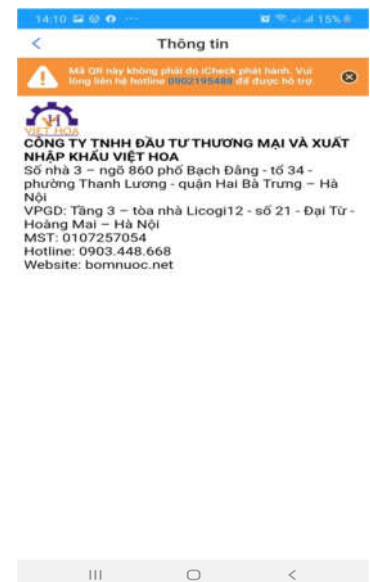 14:10
15%
Thông tin
Mã QR này không phải do iCheck phát hành. Vui
lòng liên hệ hotline 0902195488 để được hỗ trợ.
VH
VIET HOA
CÔNG TY TNHH ĐẦU TƯ THƯƠNG MẠI VÀ XUẤT
NHẬP KHẨU VIỆT HOA
Số nhà 3 – ngõ 860 phố Bạch Đằng - tổ 34 -
phường Thanh Lương - quận Hai Bà Trưng – Hà
Nội
VPGD: Tầng 3 – tòa nhà Licogi12 - số 21 - Đại Từ -
Hoàng Mai – Hà Nội
MST: 0107257054
Hotline: 0903.448.668
Website: bomnuoc.net